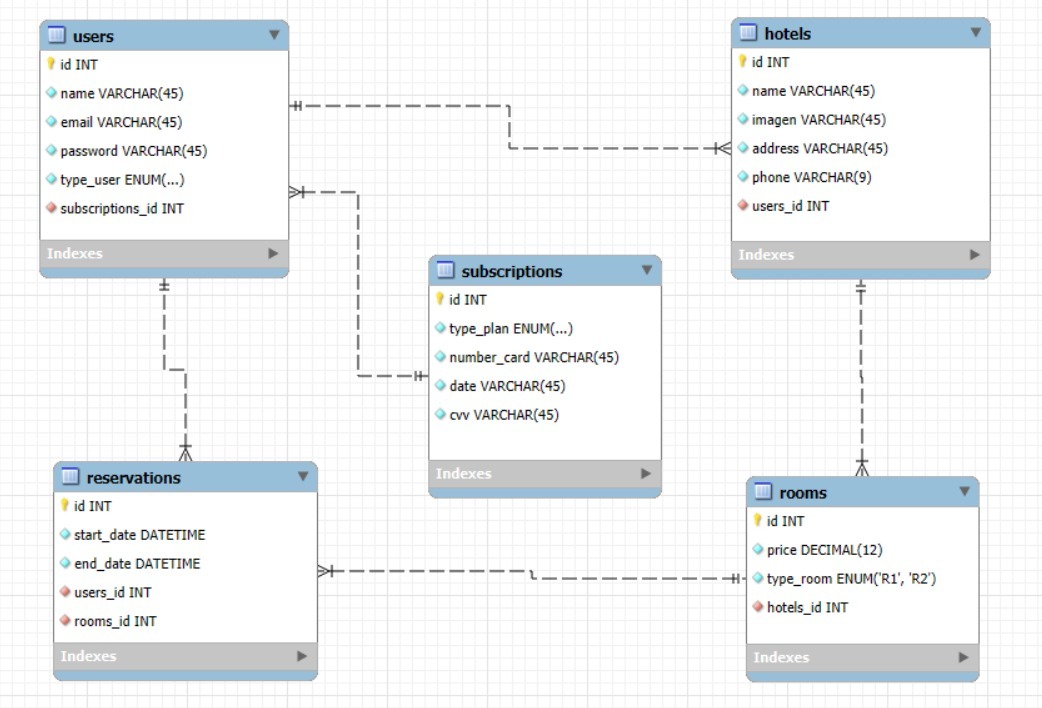 users
id INT
name VARCHAR(45)
email VARCHAR(45)
password VARCHAR(45)
type_user ENUM(...)
subscriptions_id INT
Indexes
hotels
id INT
name VARCHAR(45)
imagen VARCHAR(45)
address VARCHAR(45)
phone VARCHAR(9)
users_id INT
Indexes
subscriptions
id INT
type_plan ENUM(...)
number_card VARCHAR(45)
date VARCHAR(45)
cvv VARCHAR(45)
Indexes
reservations
id INT
start_date DATETIME
end_date DATETIME
users_id INT
rooms_id INT
Indexes
rooms
id INT
price DECIMAL(12)
type_room ENUM('R1', 'R2')
hotels_id INT
Indexes